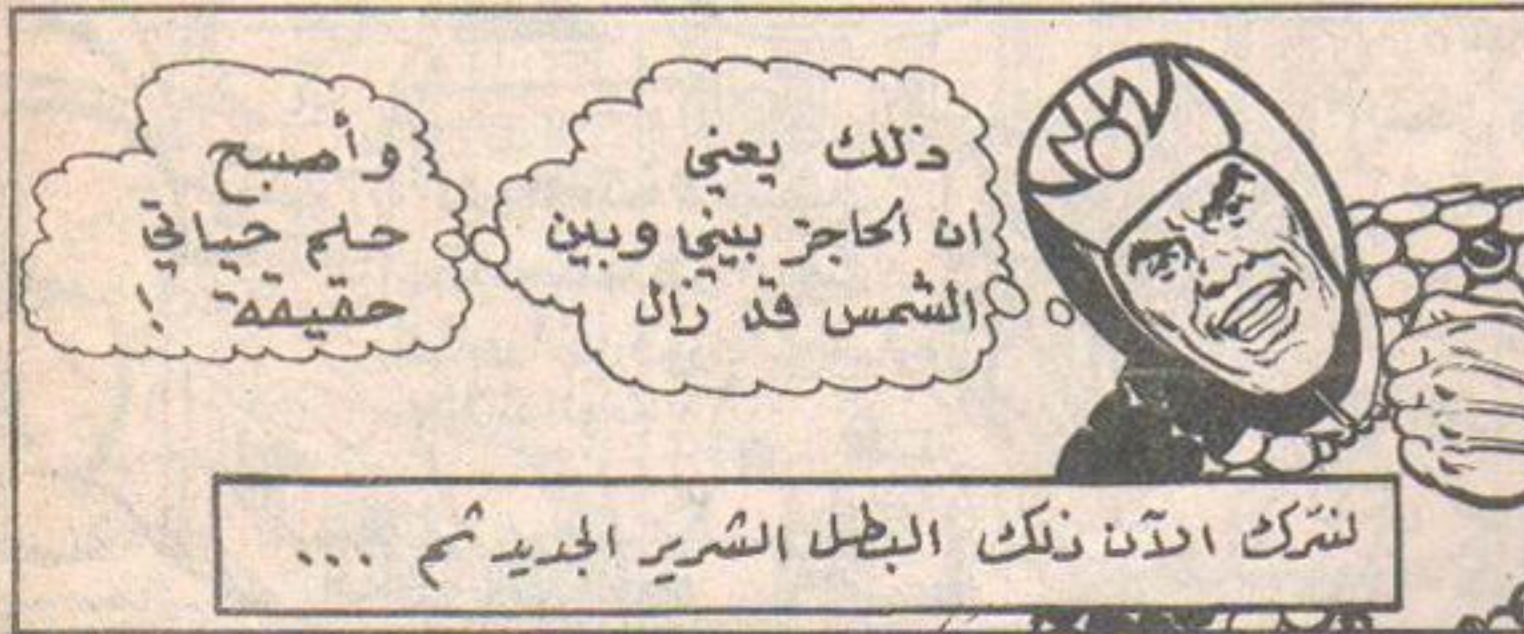 ذلك يعني
ان الحاجز بيني وبين
الشمس قد زال
وأصبح
حلم حياتي
حقيقة !
لنترك الآن ذلك البطل الشرير الجديد ثم ...